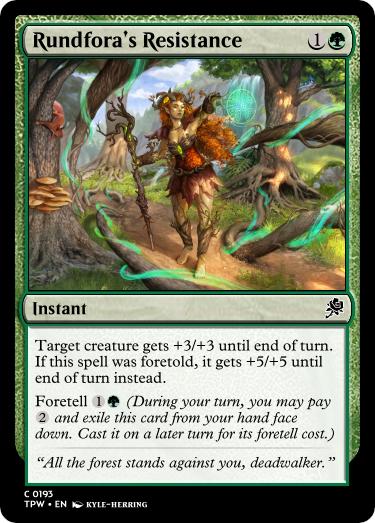 Rundfora's Resistance 1
Instant
Target creature gets +3/+3 until end of turn.
If this spell was foretold, it gets +5/+5 until
end of turn instead.
Foretell 1 (During your turn, you may pay
2 and exile this card from your hand face
down. Cast it on a later turn for its foretell cost.)
“All the forest stands against you, deadwalker.”
C 0193
TPW • EN KYLE-HERRING